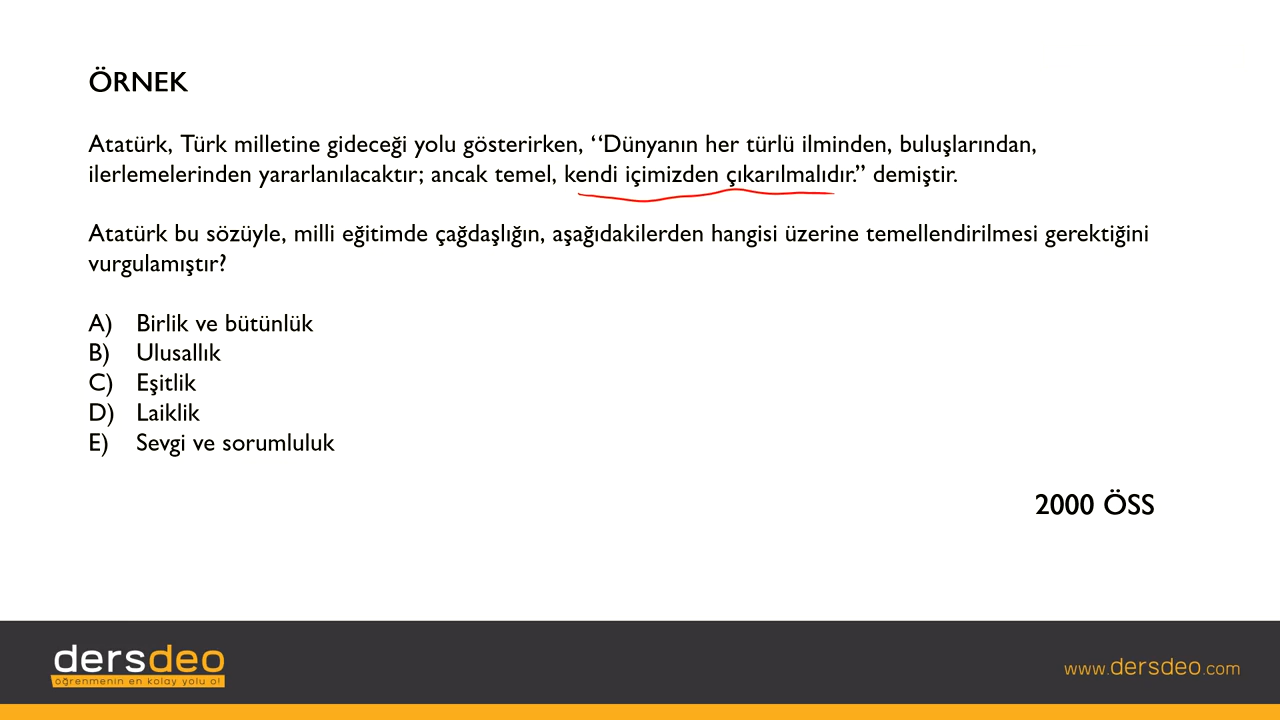 ÖRNEK
Atatürk, Türk milletine gideceği yolu gösterirken, ‘‘Dünyanın her türlü ilminden, buluşlarından,
ilerlemelerinden yararlanılacaktır; ancak temel, kendi içimizden çıkarılmalıdır.’’ demiştir.
Atatürk bu sözüyle, milli eğitimde çağdaşlığın, aşağıdakilerden hangisi üzerine temellendirilmesi gerektiğini
vurgulamıştır?
A) Birlik ve bütünlük
B) Ulusallık
C) Eşitlik
D) Laiklik
E) Sevgi ve sorumluluk
2000 ÖSS
dersdeo
öğrenmenin en kolay yolu o!
www.dersdeo.com